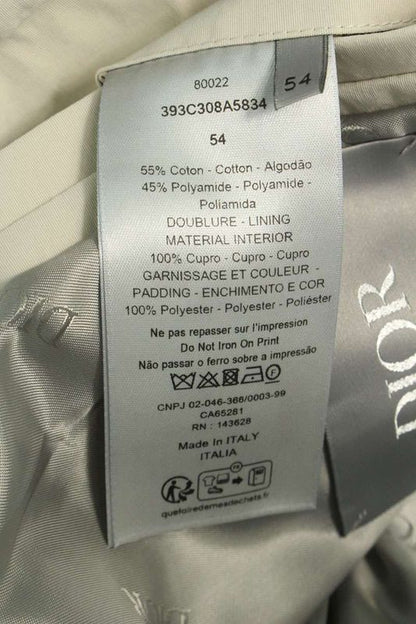 80022
393C308A5834
54
54
55% Coton - Cotton - Algodão
45% Polyamide - Polyamide -
Poliamida
DOUBLURE - LINING
MATERIAL INTERIOR
100% Cupro - Cupro - Cupro
GARNISSAGE ET COULEUR -
PADDING - ENCHIMENTO E COR
100% Polyester - Polyester - Poliéster
Ne pas repasser sur l'impression
Do Not Iron On Print
Não passar o ferro sobre a impressão
CNPJ 02-046-366/0003-99
CA65281
RN : 143628
Made In ITALY
ITALIA
FR
quefairedemesdechets.fr
DIOR